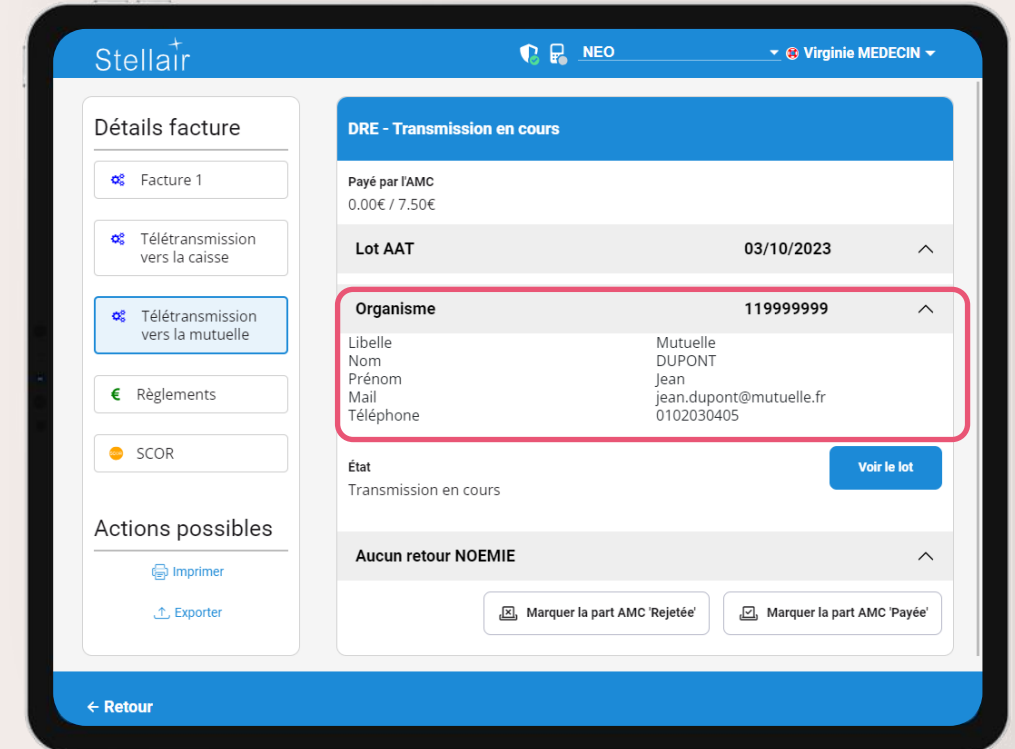 Stellair
NEO
Virginie MEDECIN
Détails facture
Facture 1
Télétransmission
vers la caisse
Télétransmission
vers la mutuelle
€ Règlements
SCOR
Actions possibles
Imprimer
Exporter
DRE - Transmission en cours
Payé par l'AMC
0.00€ / 7.50€
Lot AAT 03/10/2023
Organisme 119999999
Libelle Mutuelle
Nom DUPONT
Prénom Jean
Mail jean.dupont@mutuelle.fr
Téléphone 0102030405
État
Transmission en cours
Voir le lot
Aucun retour NOEMIE
Marquer la part AMC 'Rejetée'
Marquer la part AMC 'Payée'
← Retour